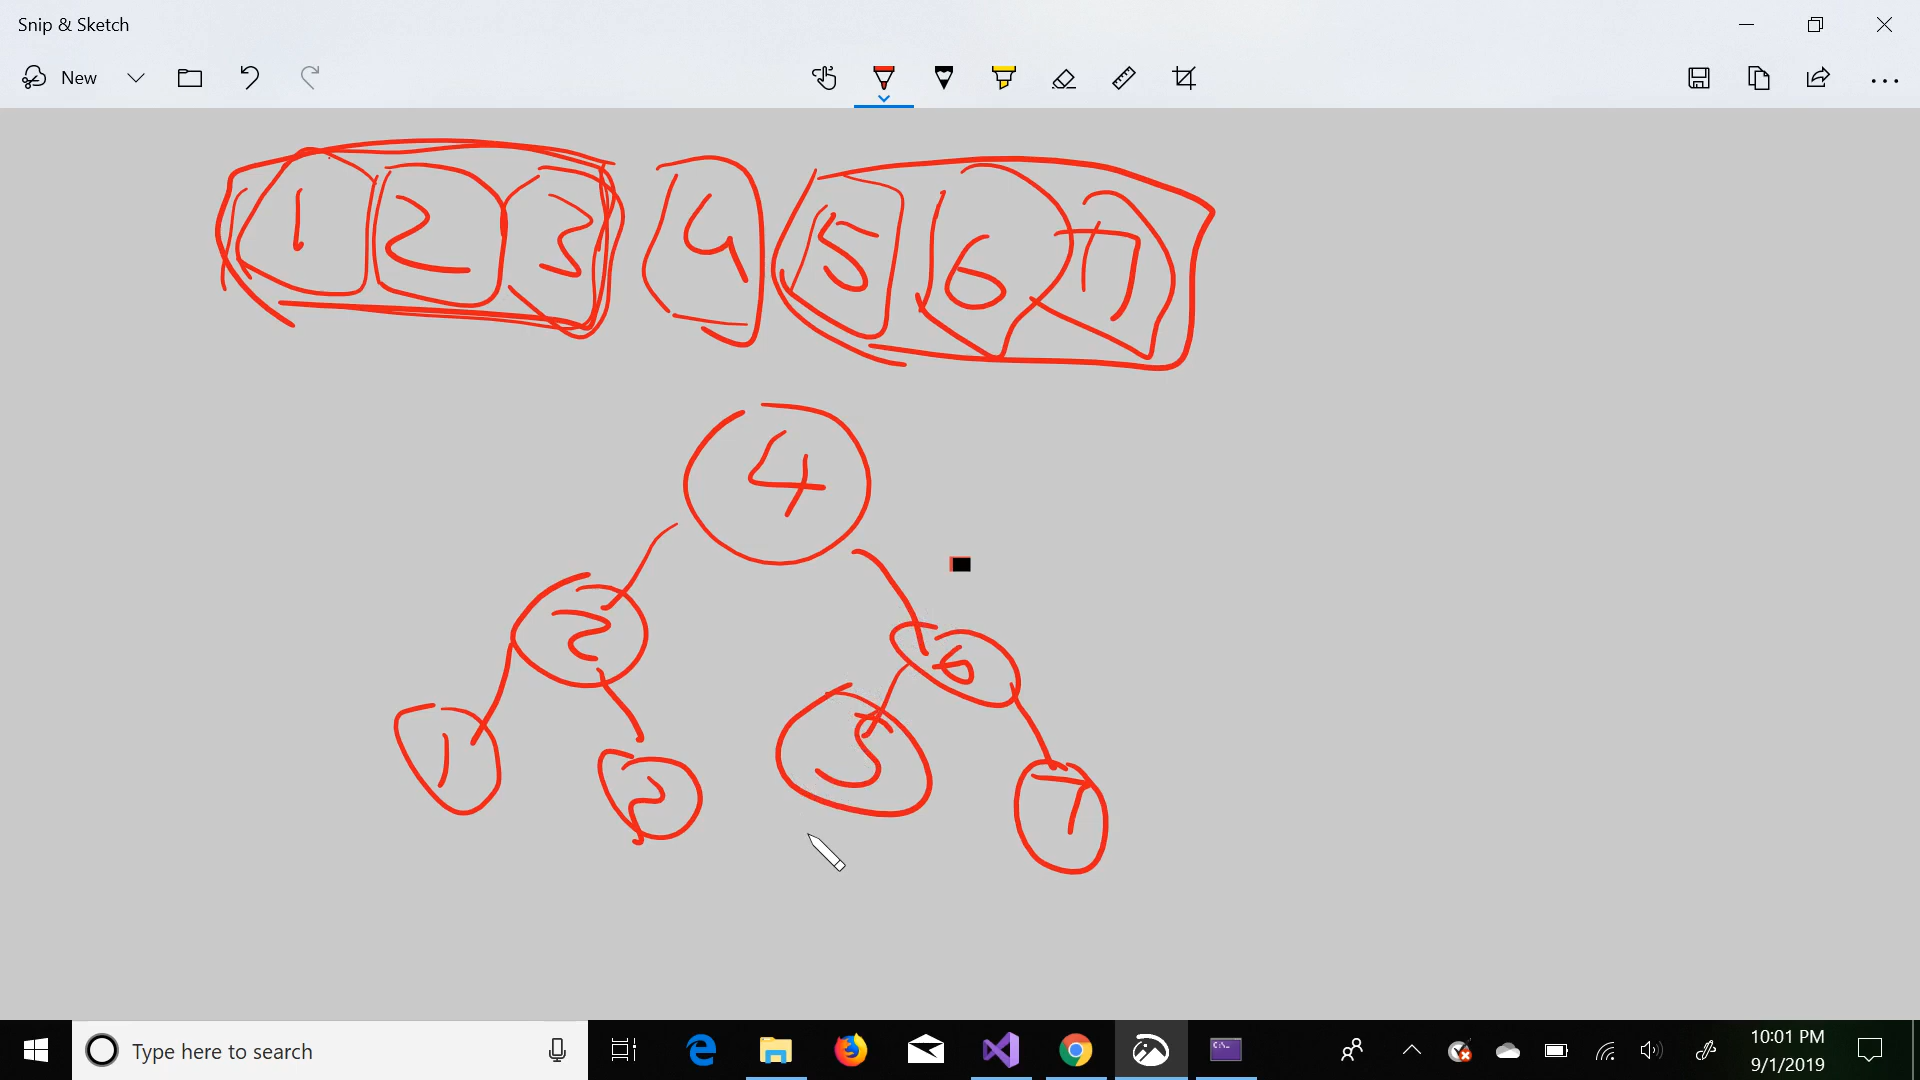 Snip & Sketch
New
1 2 3 4 5 6 7
4
2 6
1 2 5 7
Type here to search
C:\_
10:01 PM
9/1/2019